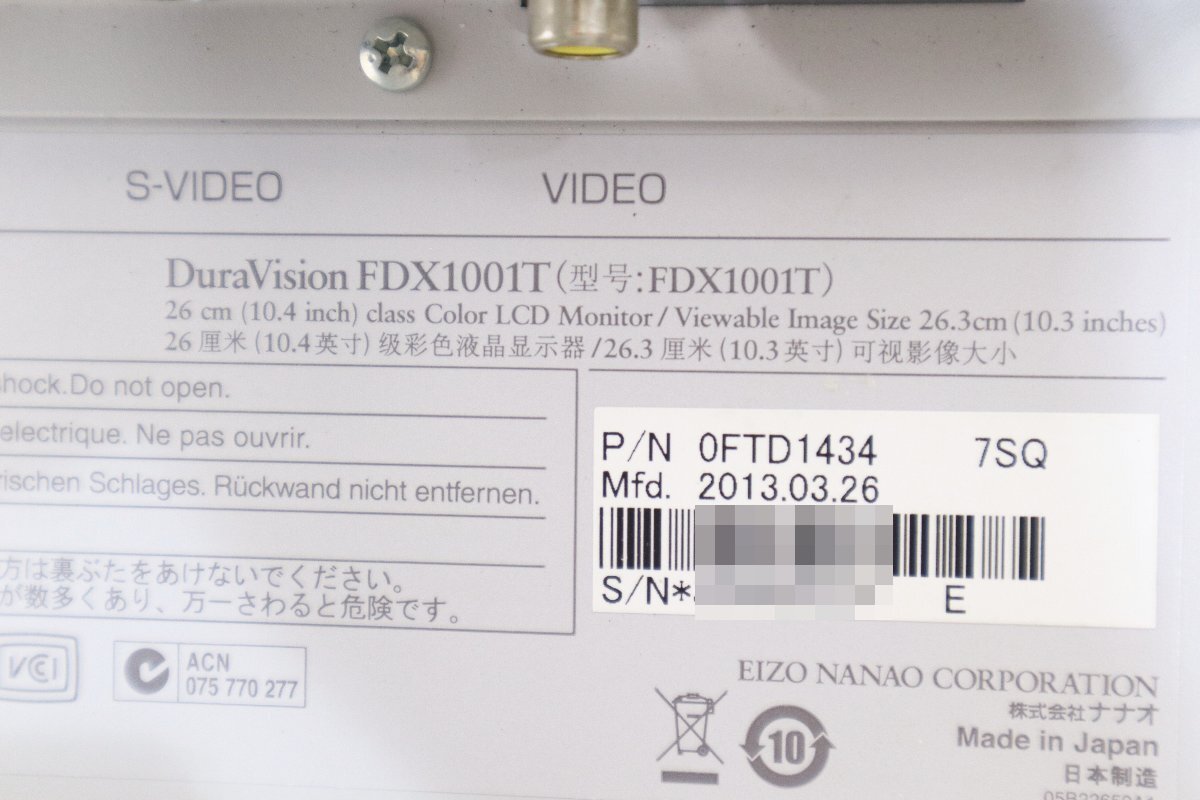 S-VIDEO VIDEO
DuraVision FDX1001T(型号:FDX1001T)
26 cm (10.4 inch) class Color LCD Monitor / Viewable Image Size 26.3cm (10.3 inches)
26 厘米 (10.4 英寸) 级彩色液晶显示器 /26.3 厘米 (10.3 英寸) 可视影像大小
shock.Do not open.
electrique. Ne pas ouvrir.
rischen Schlages. Rückwand nicht entfernen.
方は裏ぶたをあけないでください。
が数多くあり、万一さわると危険です。
P/N 0FTD1434 7SQ
Mfd. 2013.03.26
S/N* E
VCCI
ACN
075 770 277
EIZO NANAO CORPORATION
株式会社ナナオ
10
Made in Japan
日本制造